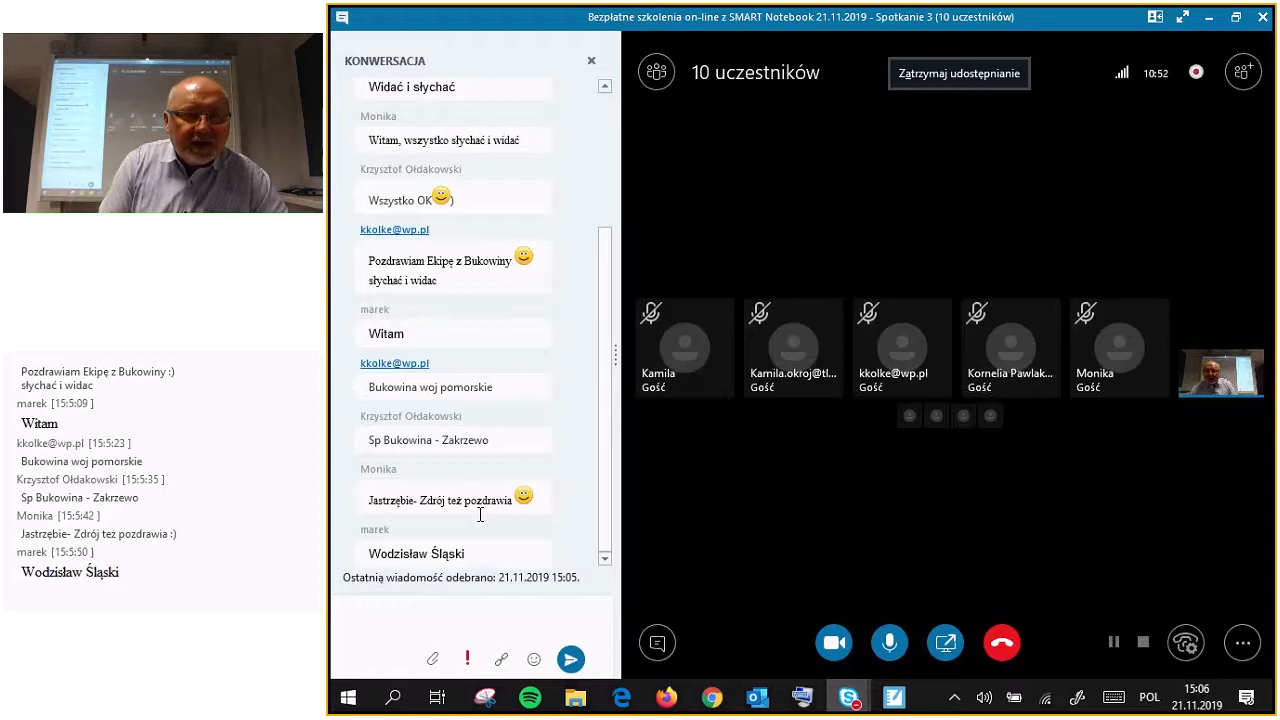 Bezpłatne szkolenia on-line z SMART Notebook 21.11.2019 - Spotkanie 3 (10 uczestników)
KONWERSACJA
Widać i słychać
Monika
Witam, wszystko słychać i widać
Krzysztof Ołdakowski
Wszystko OK )
kkolke@wp.pl
Pozdrawiam Ekipę z Bukowiny
słychać i widac
marek
Witam
kkolke@wp.pl
Bukowina woj pomorskie
Krzysztof Ołdakowski
Sp Bukowina - Zakrzewo
Monika
Jastrzębie- Zdrój też pozdrawia
marek
Wodzisław Śląski
Ostatnią wiadomość odebrano: 21.11.2019 15:05.
10 uczestników
Zatrzymaj udostępnianie
10:52
Kamila
Gość
Kamila.okroj@tl...
Gość
kkolke@wp.pl
Gość
Kornelia Pawlak...
Gość
Monika
Gość
Pozdrawiam Ekipę z Bukowiny :)
słychać i widac
marek [15:5:09 ]
Witam
kkolke@wp.pl [15:5:23 ]
Bukowina woj pomorskie
Krzysztof Ołdakowski [15:5:35 ]
Sp Bukowina - Zakrzewo
Monika [15:5:42 ]
Jastrzębie- Zdrój też pozdrawia :)
marek [15:5:50 ]
Wodzisław Śląski
POL
15:06
21.11.2019